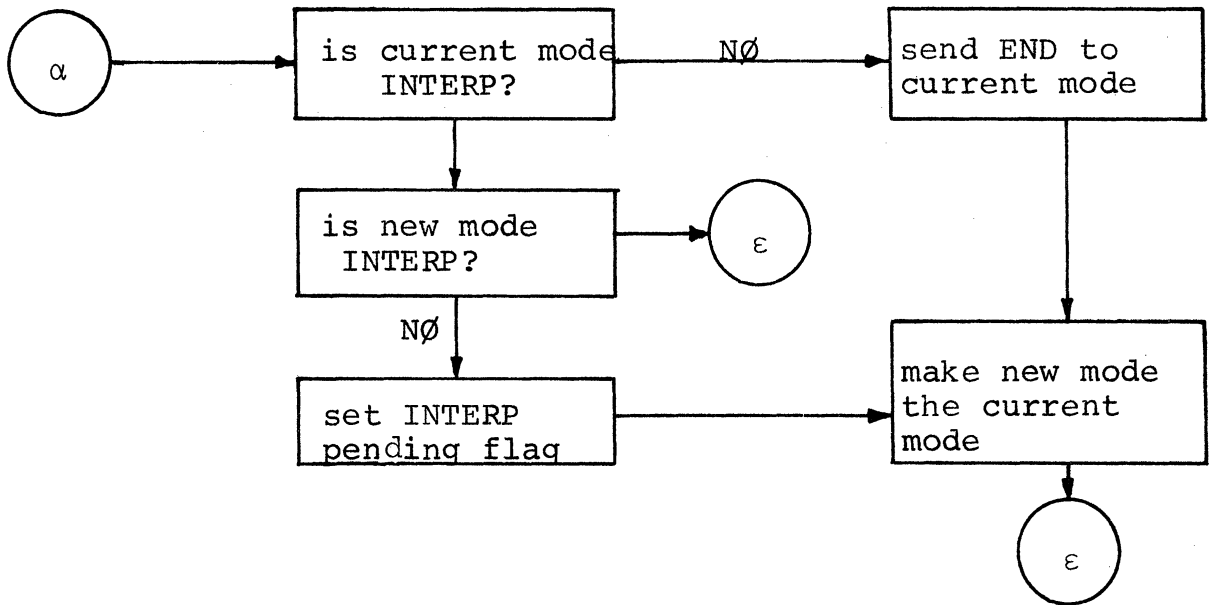 α
is current mode
INTERP?
NØ
send END to
current mode
is new mode
INTERP?
ε
NØ
set INTERP
pending flag
make new mode
the current
mode
ε